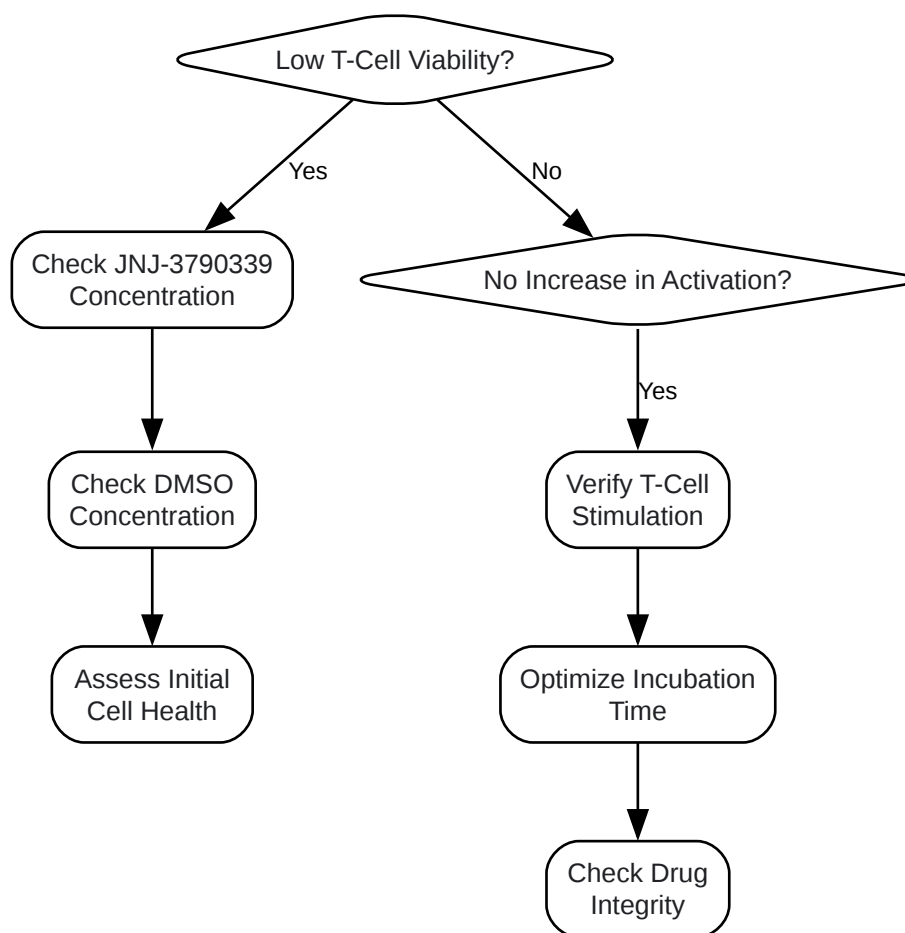 Low T-Cell Viability?
Yes
No
Check JNJ-3790339
Concentration
No Increase in Activation?
Yes
Check DMSO
Concentration
Verify T-Cell
Stimulation
Assess Initial
Cell Health
Optimize Incubation
Time
Check Drug
Integrity